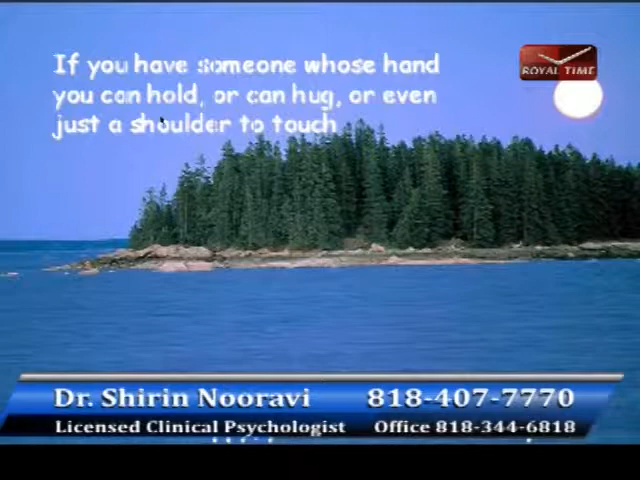 If you have someone whose hand
you can hold, or can hug, or even
just a shoulder to touch
ROYAL TIME
Dr. Shirin Nooravi 818-407-7770
Licensed Clinical Psychologist Office 818-344-6818